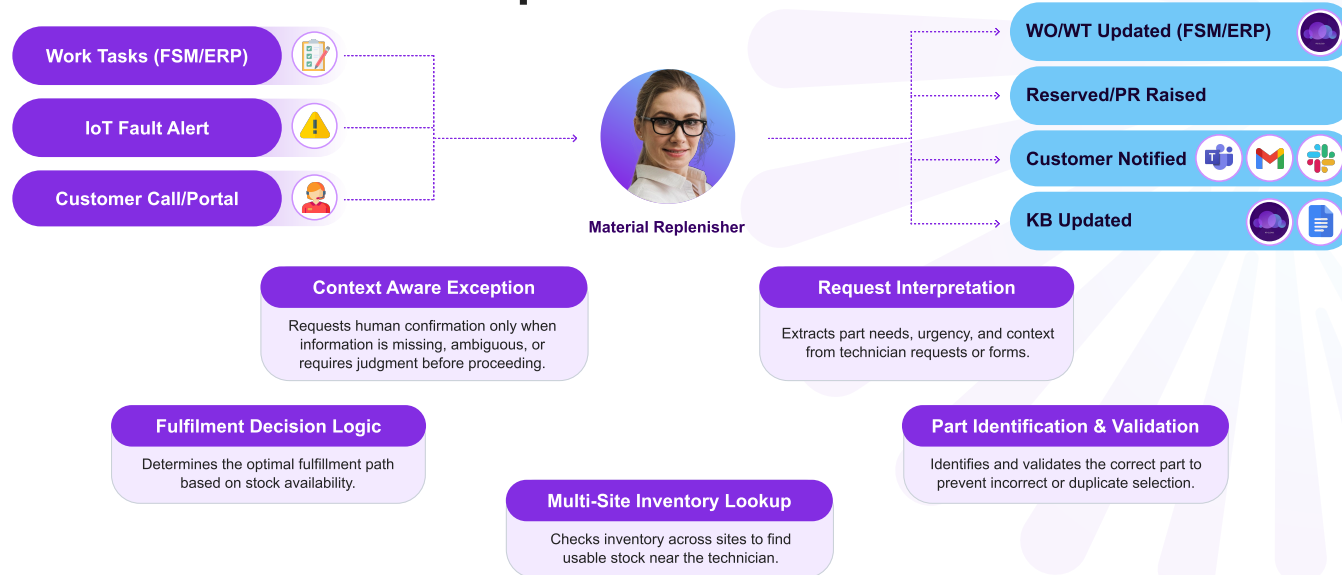 Work Tasks (FSM/ERP)
IoT Fault Alert
Customer Call/Portal
Material Replenisher
WO/WT Updated (FSM/ERP)
Reserved/PR Raised
Customer Notified
KB Updated
Context Aware Exception
Requests human confirmation only when
information is missing, ambiguous, or
requires judgment before proceeding.
Request Interpretation
Extracts part needs, urgency, and context
from technician requests or forms.
Fulfilment Decision Logic
Determines the optimal fulfillment path
based on stock availability.
Part Identification & Validation
Identifies and validates the correct part to
prevent incorrect or duplicate selection.
Multi-Site Inventory Lookup
Checks inventory across sites to find
usable stock near the technician.